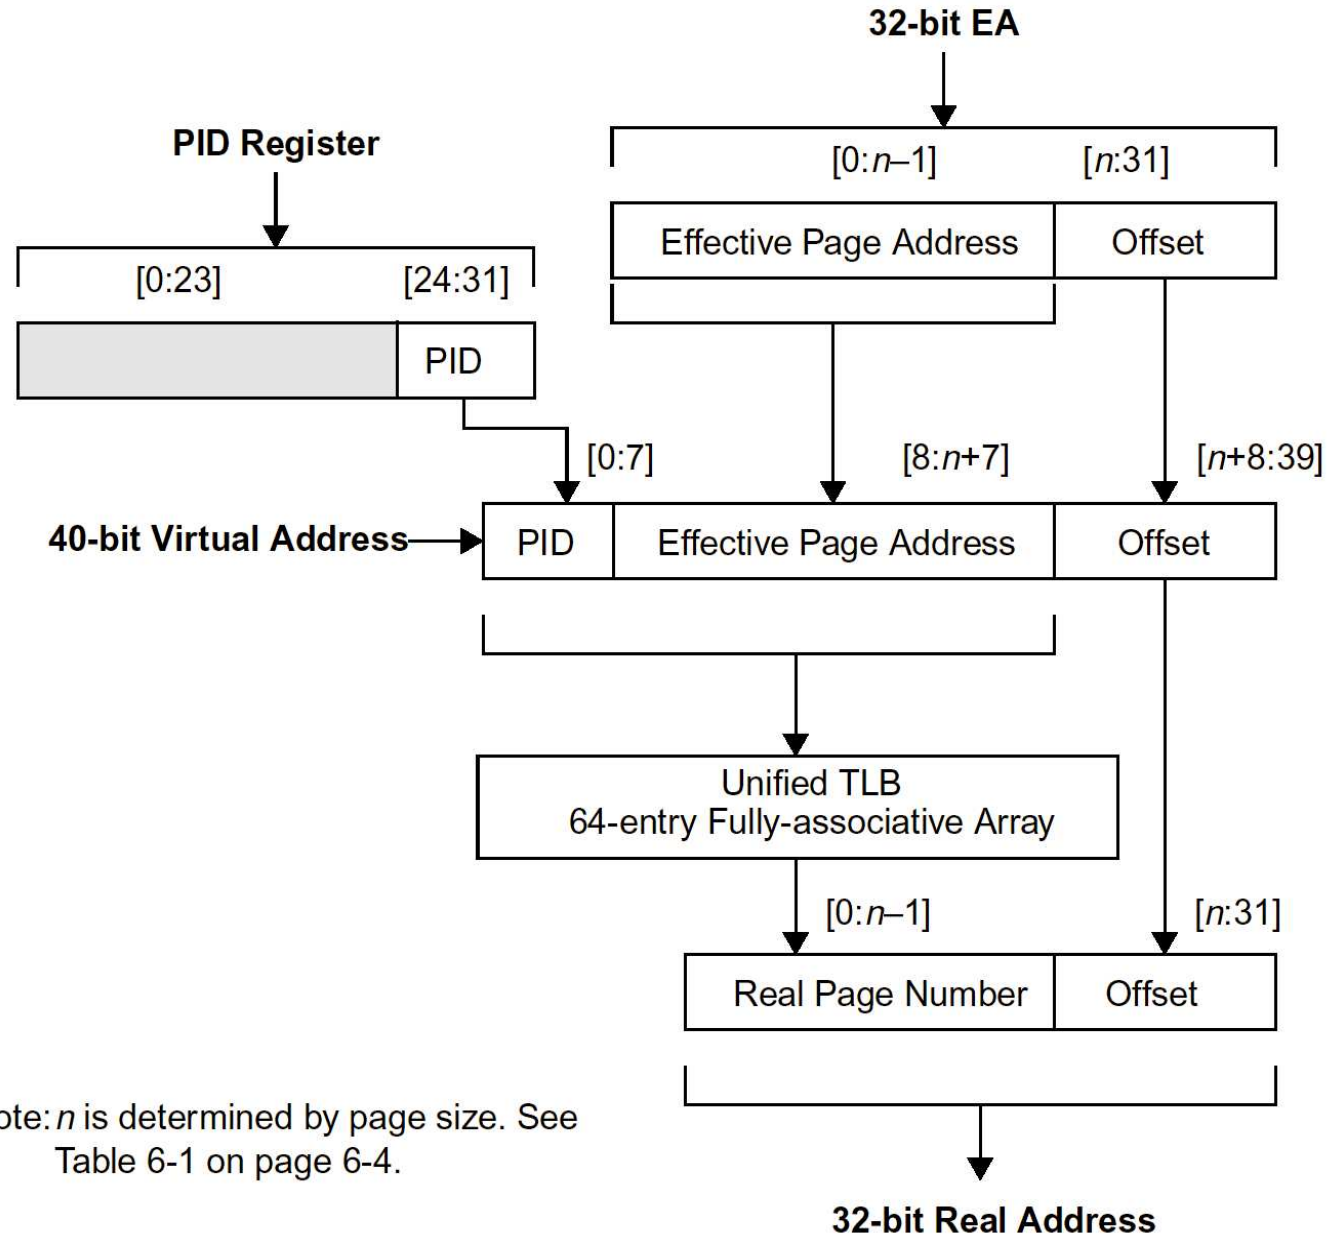 32-bit EA
PID Register
[0:n–1] [n:31]
Effective Page Address Offset
[0:23] [24:31]
PID
[0:7] [8:n+7] [n+8:39]
40-bit Virtual Address PID Effective Page Address Offset
Unified TLB
64-entry Fully-associative Array
[0:n–1] [n:31]
Real Page Number Offset
ote: n is determined by page size. See
Table 6-1 on page 6-4.
32-bit Real Address